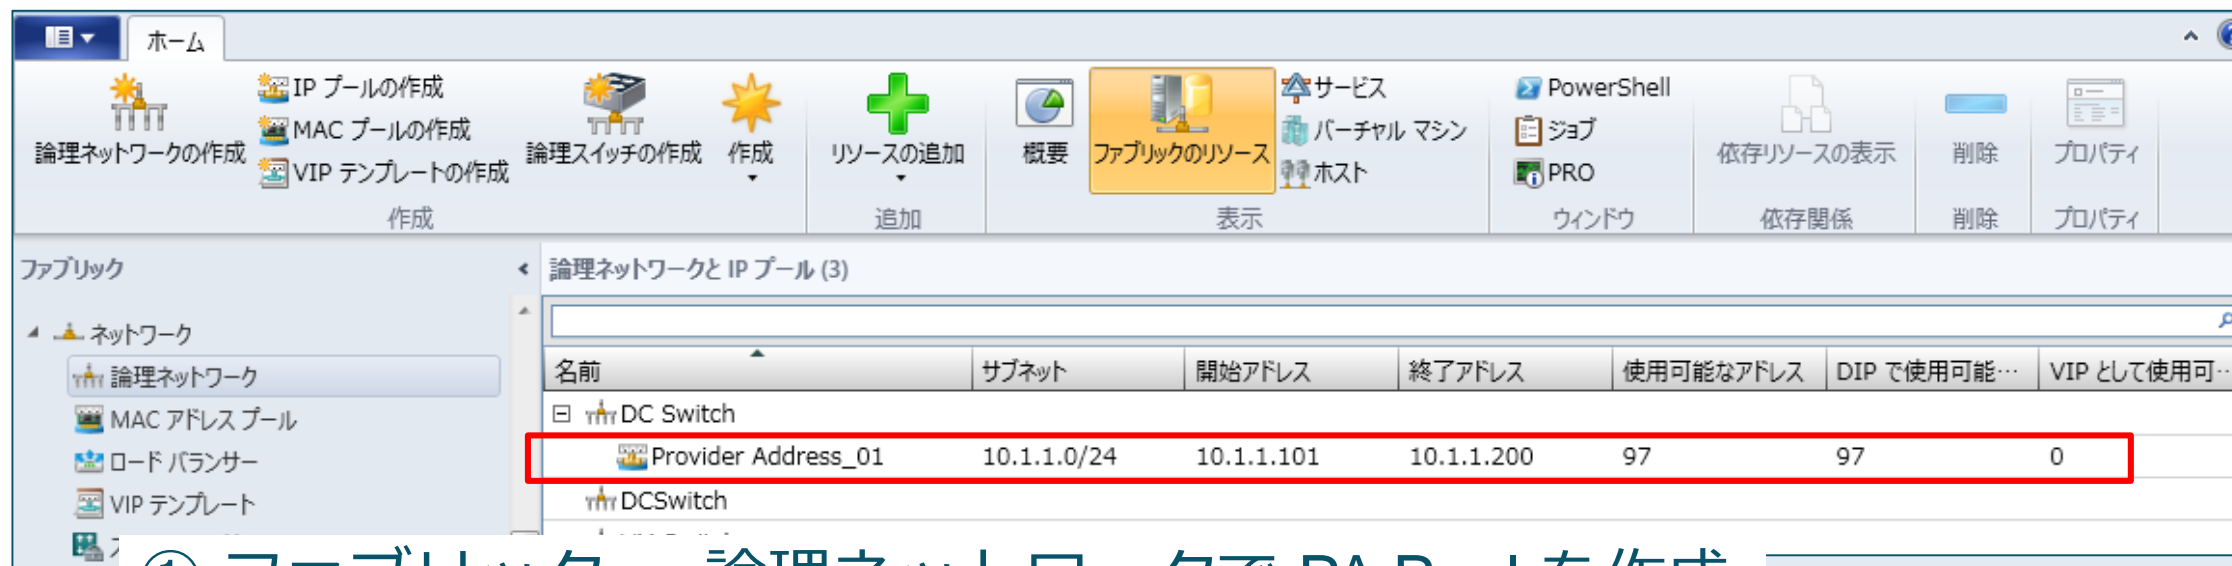 ホーム
論理ネットワークの作成
IP プールの作成
MAC プールの作成
VIP テンプレートの作成
論理スイッチの作成
作成
作成
リソースの追加
追加
概要
ファブリックのリソース
サービス
バーチャル マシン
ホスト
表示
PowerShell
ジョブ
PRO
ウィンドウ
依存リソースの表示
依存関係
削除
削除
プロパティ
プロパティ
ファブリック
ネットワーク
論理ネットワーク
MAC アドレス プール
ロード バランサー
VIP テンプレート
論理ネットワークと IP プール (3)
名前 サブネット 開始アドレス 終了アドレス 使用可能なアドレス DIP で使用可能… VIP として使用可…
DC Switch
Provider Address_01 10.1.1.0/24 10.1.1.101 10.1.1.200 97 97 0
DCSwitch